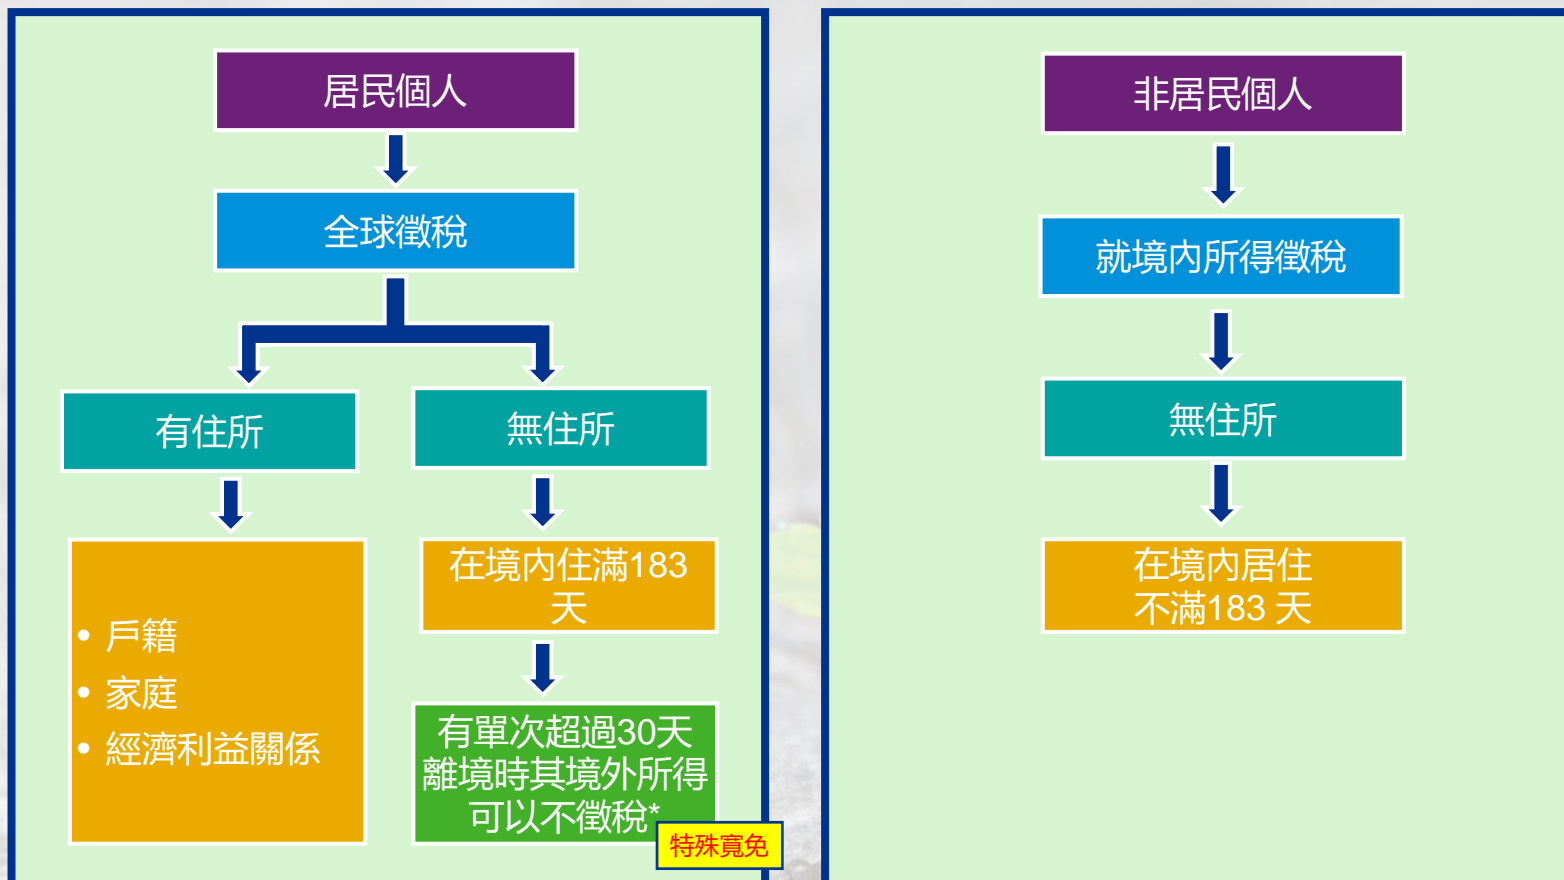 居民個人
全球徵稅
有住所
無住所
• 戶籍
• 家庭
• 經濟利益關係
在境內住滿183
天
有單次超過30天
離境時其境外所得
可以不徵稅*
特殊寬免
非居民個人
就境內所得徵稅
無住所
在境內居住
不滿183 天